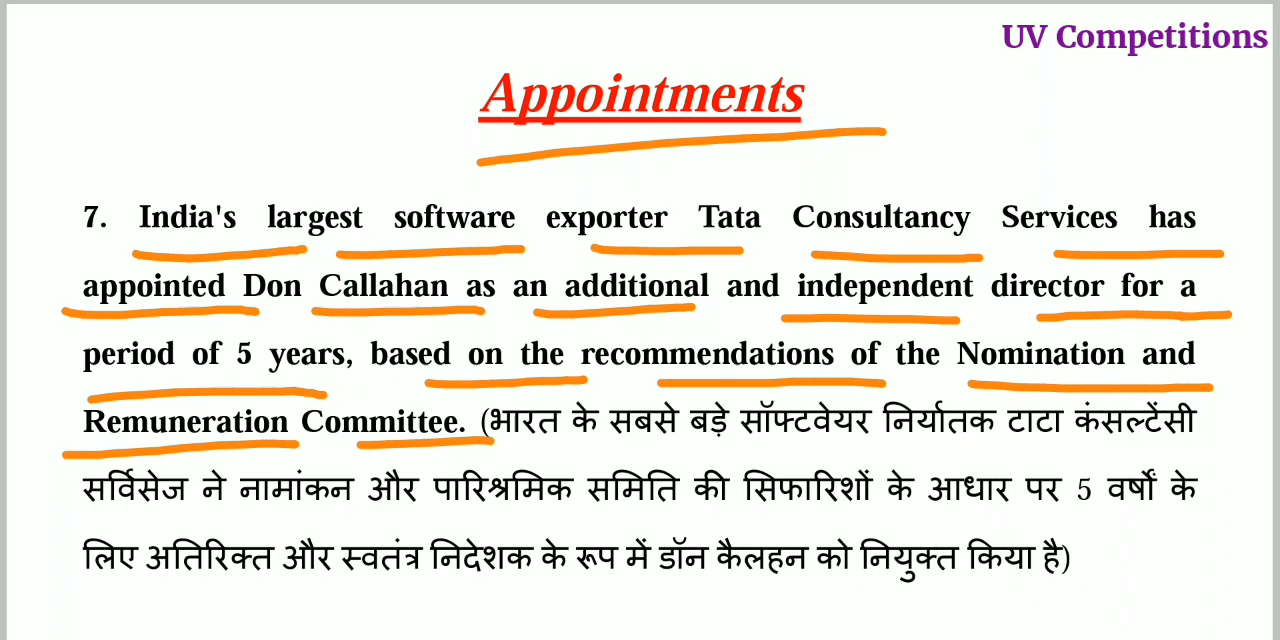 UV Competitions
Appointments
7. India's largest software exporter Tata Consultancy Services has
appointed Don Callahan as an additional and independent director for a
period of 5 years, based on the recommendations of the Nomination and
Remuneration Committee. (भारत के सबसे बड़े सॉफ्टवेयर निर्यातक टाटा कंसल्टेंसी
सर्विसेज ने नामांकन और पारिश्रमिक समिति की सिफारिशों के आधार पर 5 वर्षों के
लिए अतिरिक्त और स्वतंत्र निदेशक के रूप में डॉन कैलहन को नियुक्त किया है)